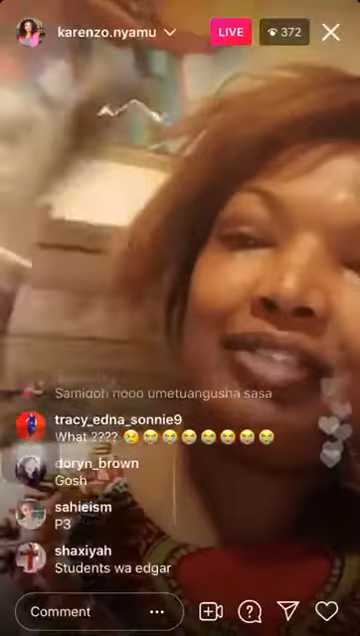 karenzo.nyamu
LIVE
372
Samidoh nooo umetuangusha sasa
tracy_edna_sonnie9
What ???? 😢😭😭😭😭😭😭😭
doryn_brown
Gosh
sahieism
P3
shaxiyah
Students wa edgar
Comment